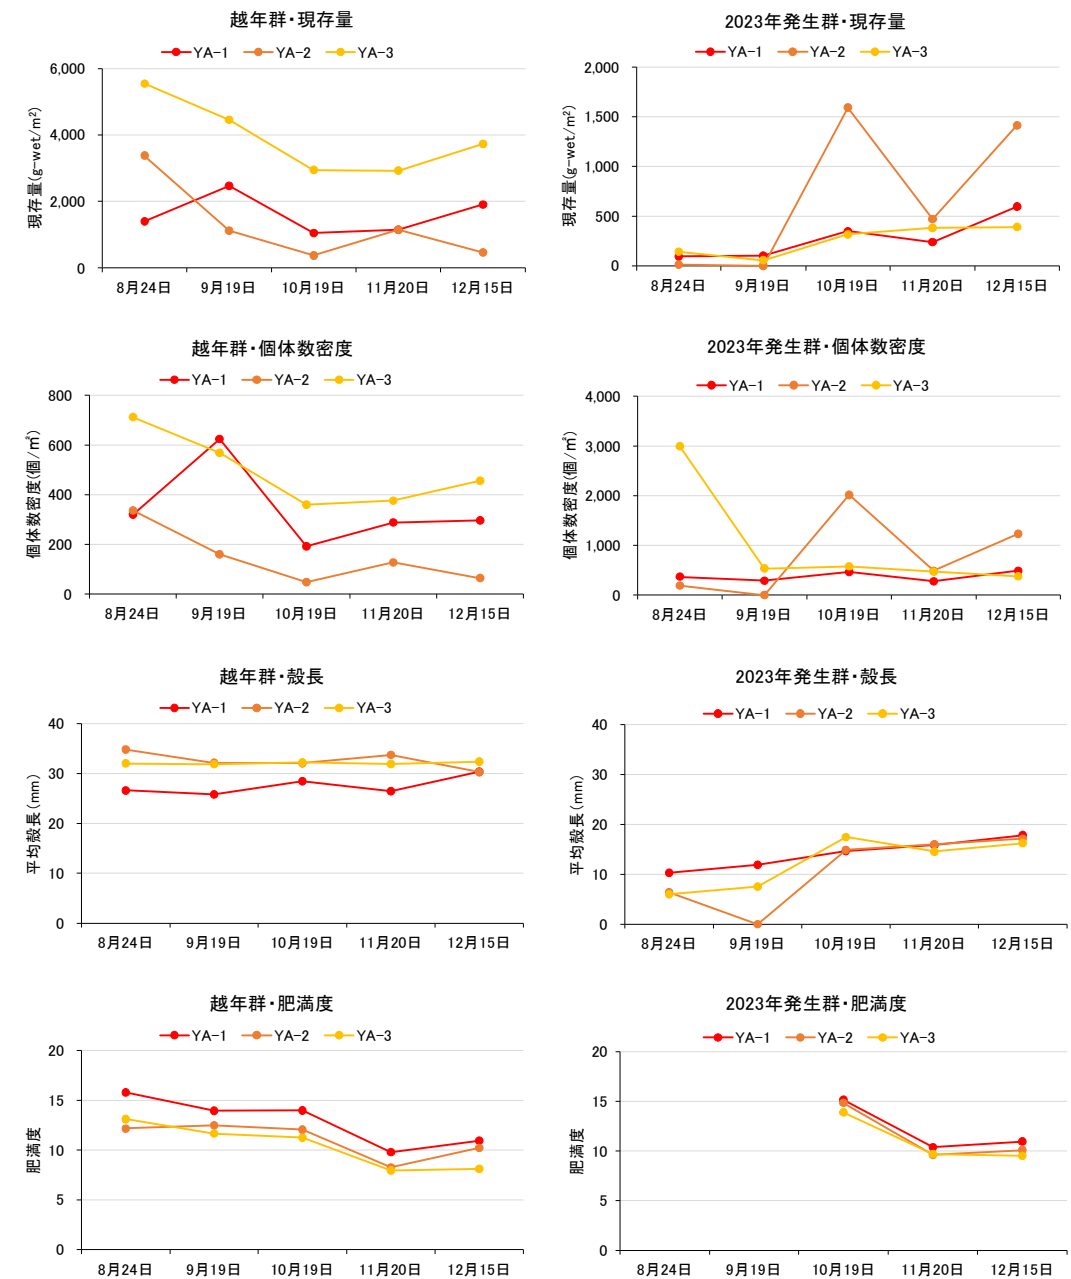 越年群・現存量
YA-1 YA-2 YA-3
現存量(g-wet/m²)
6,000
4,000
2,000
0
8月24日 9月19日 10月19日 11月20日 12月15日
2023年発生群・現存量
YA-1 YA-2 YA-3
現存量(g-wet/m²)
2,000
1,500
1,000
500
0
8月24日 9月19日 10月19日 11月20日 12月15日
越年群・個体数密度
YA-1 YA-2 YA-3
個体数密度(個/㎡)
800
600
400
200
0
8月24日 9月19日 10月19日 11月20日 12月15日
2023年発生群・個体数密度
YA-1 YA-2 YA-3
個体数密度(個/㎡)
4,000
3,000
2,000
1,000
0
8月24日 9月19日 10月19日 11月20日 12月15日
越年群・殻長
YA-1 YA-2 YA-3
平均殻長(mm)
40
30
20
10
0
8月24日 9月19日 10月19日 11月20日 12月15日
2023年発生群・殻長
YA-1 YA-2 YA-3
平均殻長(mm)
40
30
20
10
0
8月24日 9月19日 10月19日 11月20日 12月15日
越年群・肥満度
YA-1 YA-2 YA-3
肥満度
20
15
10
5
0
8月24日 9月19日 10月19日 11月20日 12月15日
2023年発生群・肥満度
YA-1 YA-2 YA-3
肥満度
20
15
10
5
0
8月24日 9月19日 10月19日 11月20日 12月15日